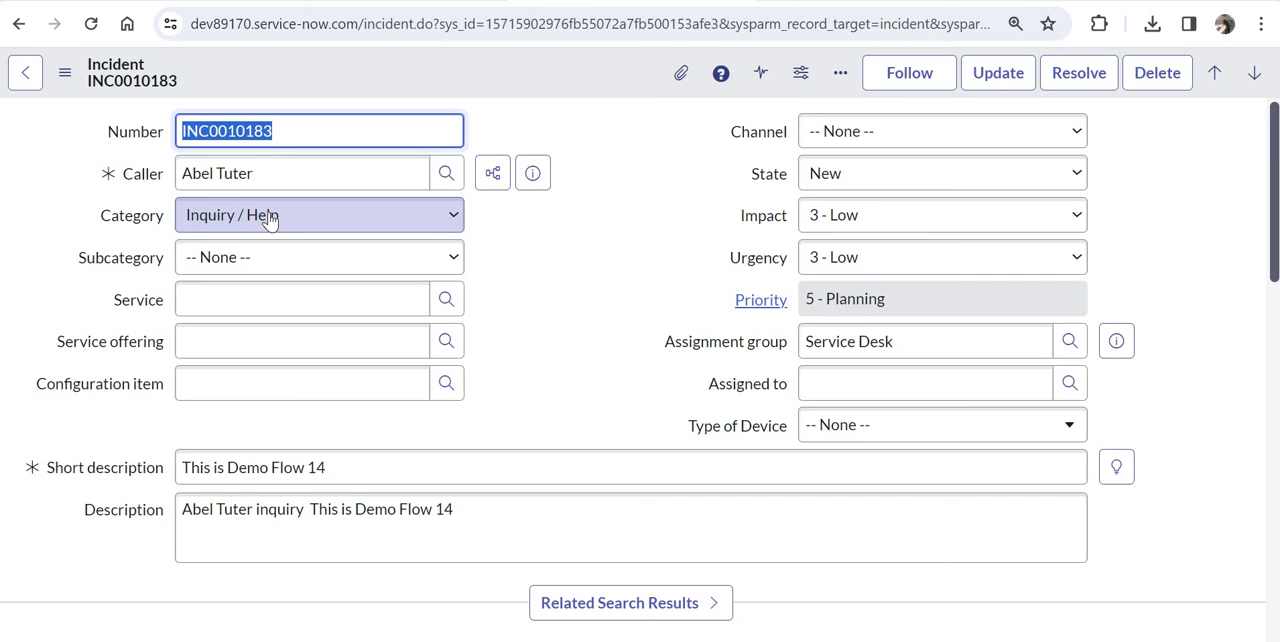 dev89170.service-now.com/incident.do?sys_id=15715902976fb55072a7fb500153afe3&sysparm_record_target=incident&syspar...
Incident
INC0010183
Follow
Update
Resolve
Delete
Number
INC0010183
Channel
-- None --
* Caller
Abel Tuter
State
New
Category
Inquiry / Help
Impact
3 - Low
Subcategory
-- None --
Urgency
3 - Low
Service
Priority
5 - Planning
Service offering
Assignment group
Service Desk
Configuration item
Assigned to
Type of Device
-- None --
* Short description
This is Demo Flow 14
Description
Abel Tuter inquiry  This is Demo Flow 14
Related Search Results